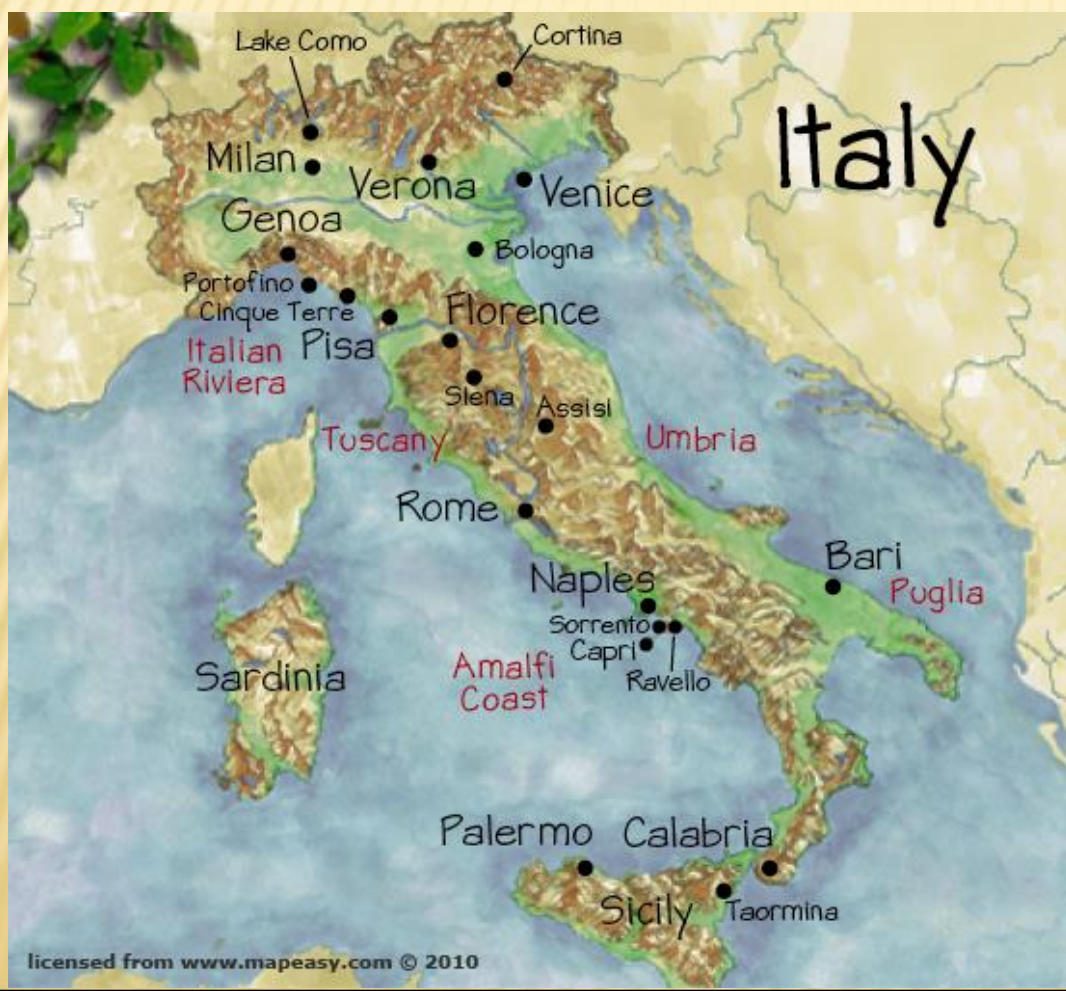 Lake Como
Cortina
Italy
Milan
Verona
Venice
Genoa
Bologna
Portofino
Cinque Terre
Florence
Italian
Riviera
Pisa
Siena
Assisi
Tuscany
Umbria
Rome
Bari
Naples
Puglia
Sorrento
Capri
Amalfi
Coast
Ravello
Sardinia
Palermo
Calabria
Sicily
Taormina
licensed from www.mapeasy.com © 2010